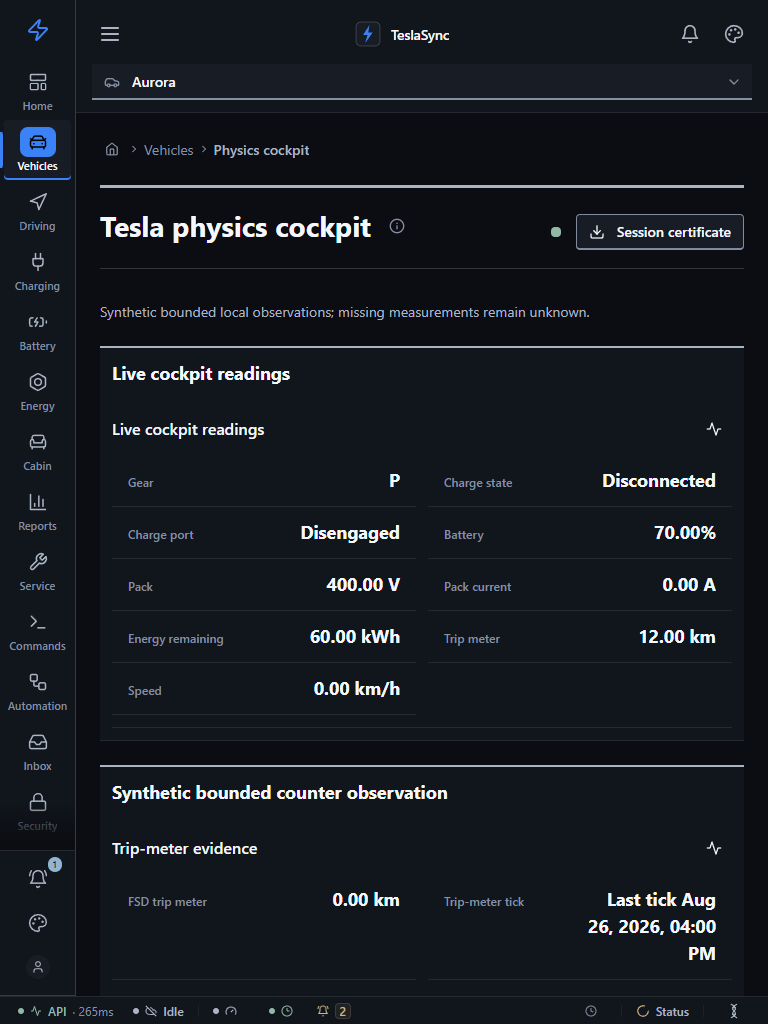 TeslaSync
Aurora
Home
Vehicles
Driving
Charging
Battery
Energy
Cabin
Reports
Service
Commands
Automation
Inbox
Security
1
Vehicles
Physics cockpit
Tesla physics cockpit
Session certificate
Synthetic bounded local observations; missing measurements remain unknown.
Live cockpit readings
Live cockpit readings
Gear P
Charge state Disconnected
Charge port Disengaged
Battery 70.00%
Pack 400.00 V
Pack current 0.00 A
Energy remaining 60.00 kWh
Trip meter 12.00 km
Speed 0.00 km/h
Synthetic bounded counter observation
Trip-meter evidence
FSD trip meter 0.00 km
Trip-meter tick Last tick Aug
26, 2026, 04:00
PM
API · 265ms
Idle
2
Status